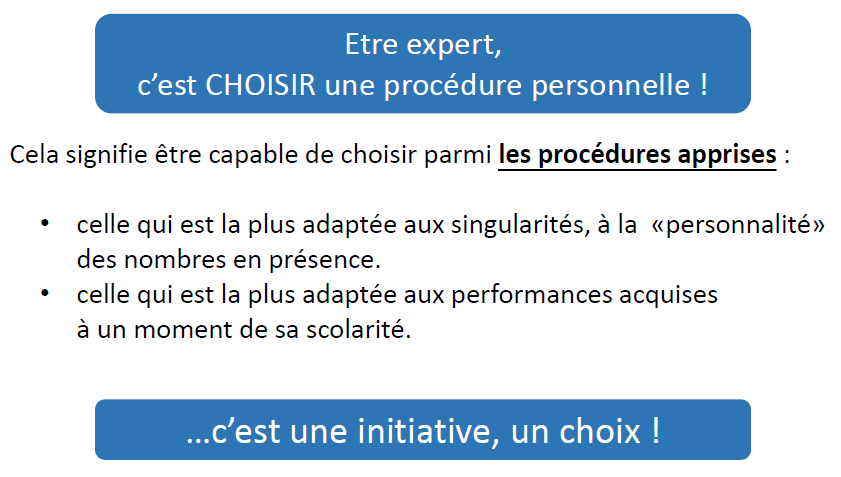 Etre expert,
c’est CHOISIR une procédure personnelle !
Cela signifie être capable de choisir parmi les procédures apprises :
• celle qui est la plus adaptée aux singularités, à la «personnalité»
des nombres en présence.
• celle qui est la plus adaptée aux performances acquises
à un moment de sa scolarité.
...c’est une initiative, un choix !